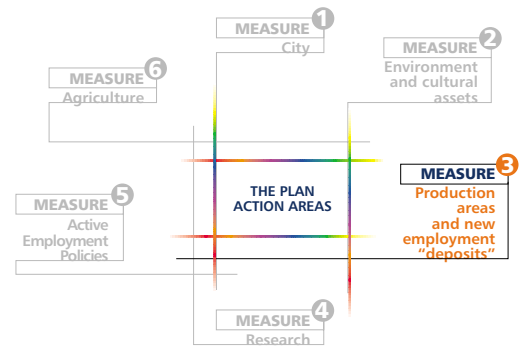 MEASURE 1
City
MEASURE 2
Environment
and cultural
assets
MEASURE 6
Agriculture
MEASURE 3
Production
areas
and new
employment
“deposits”
THE PLAN
ACTION AREAS
MEASURE 5
Active
Employment
Policies
MEASURE 4
Research